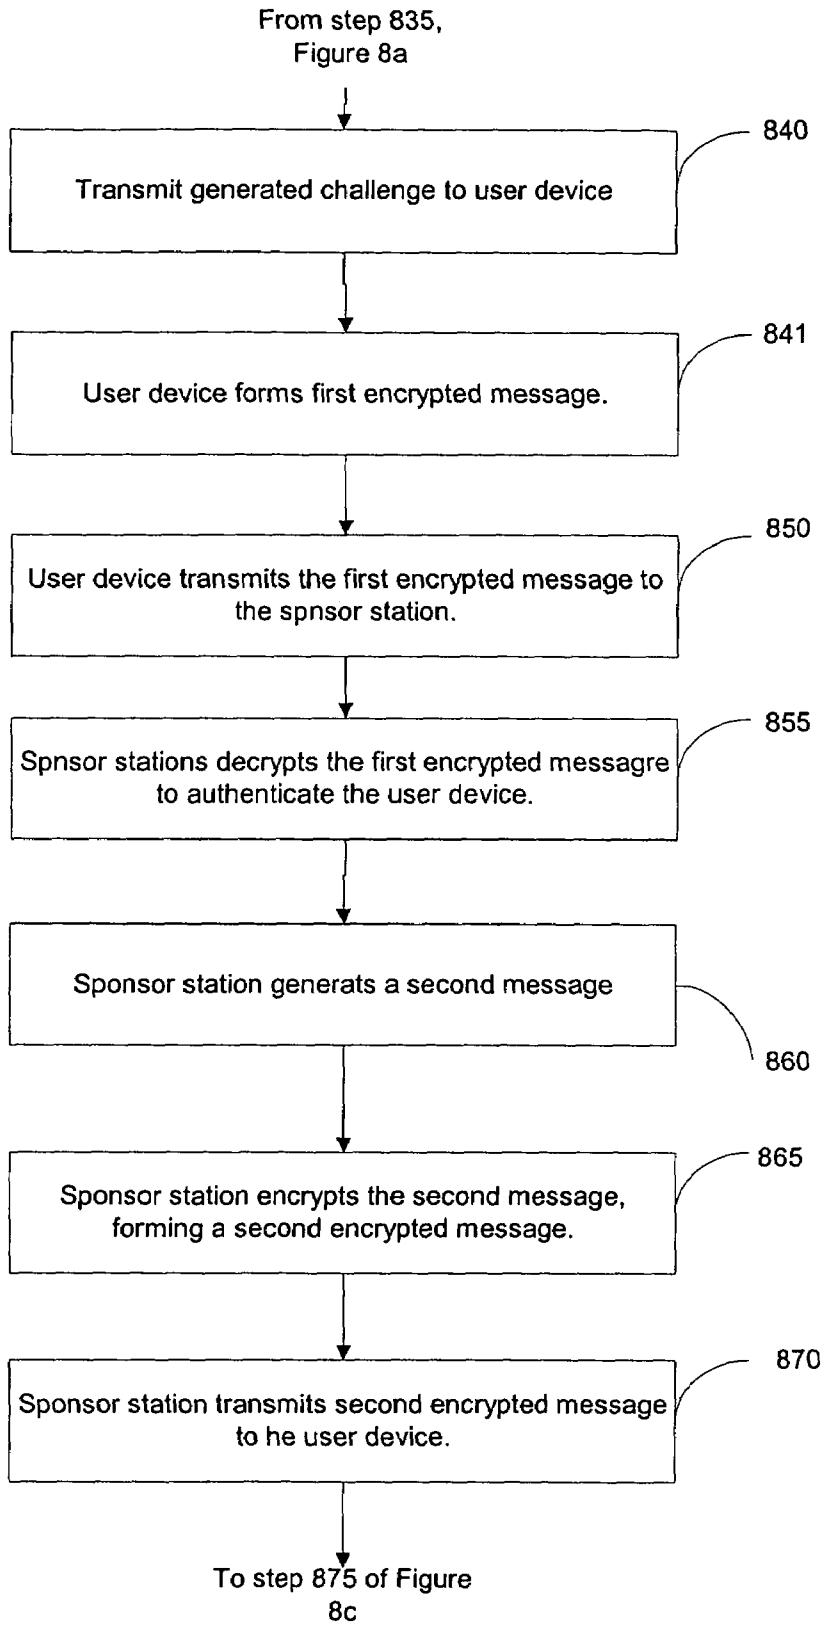 From step 835,
Figure 8a
840
Transmit generated challenge to user device
841
User device forms first encrypted message.
850
User device transmits the first encrypted message to
the spnsor station.
855
Spnsor stations decrypts the first encrypted messagre
to authenticate the user device.
Sponsor station generats a second message
860
865
Sponsor station encrypts the second message,
forming a second encrypted message.
870
Sponsor station transmits second encrypted message
to he user device.
To step 875 of Figure
8c